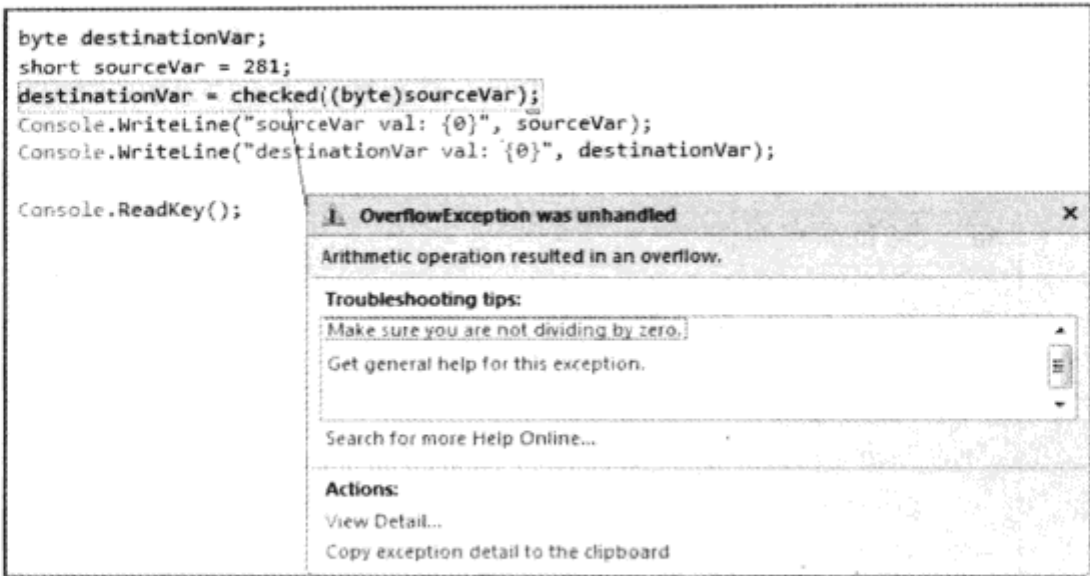 byte destinationVar;
short sourceVar = 281;
destinationVar = checked((byte)sourceVar);
Console.WriteLine("sourceVar val: {0}", sourceVar);
Console.WriteLine("destinationVar val: {0}", destinationVar);
Console.ReadKey();
OverflowException was unhandled
Arithmetic operation resulted in an overflow.
Troubleshooting tips:
Make sure you are not dividing by zero.
Get general help for this exception.
Search for more Help Online...
Actions:
View Detail...
Copy exception detail to the clipboard